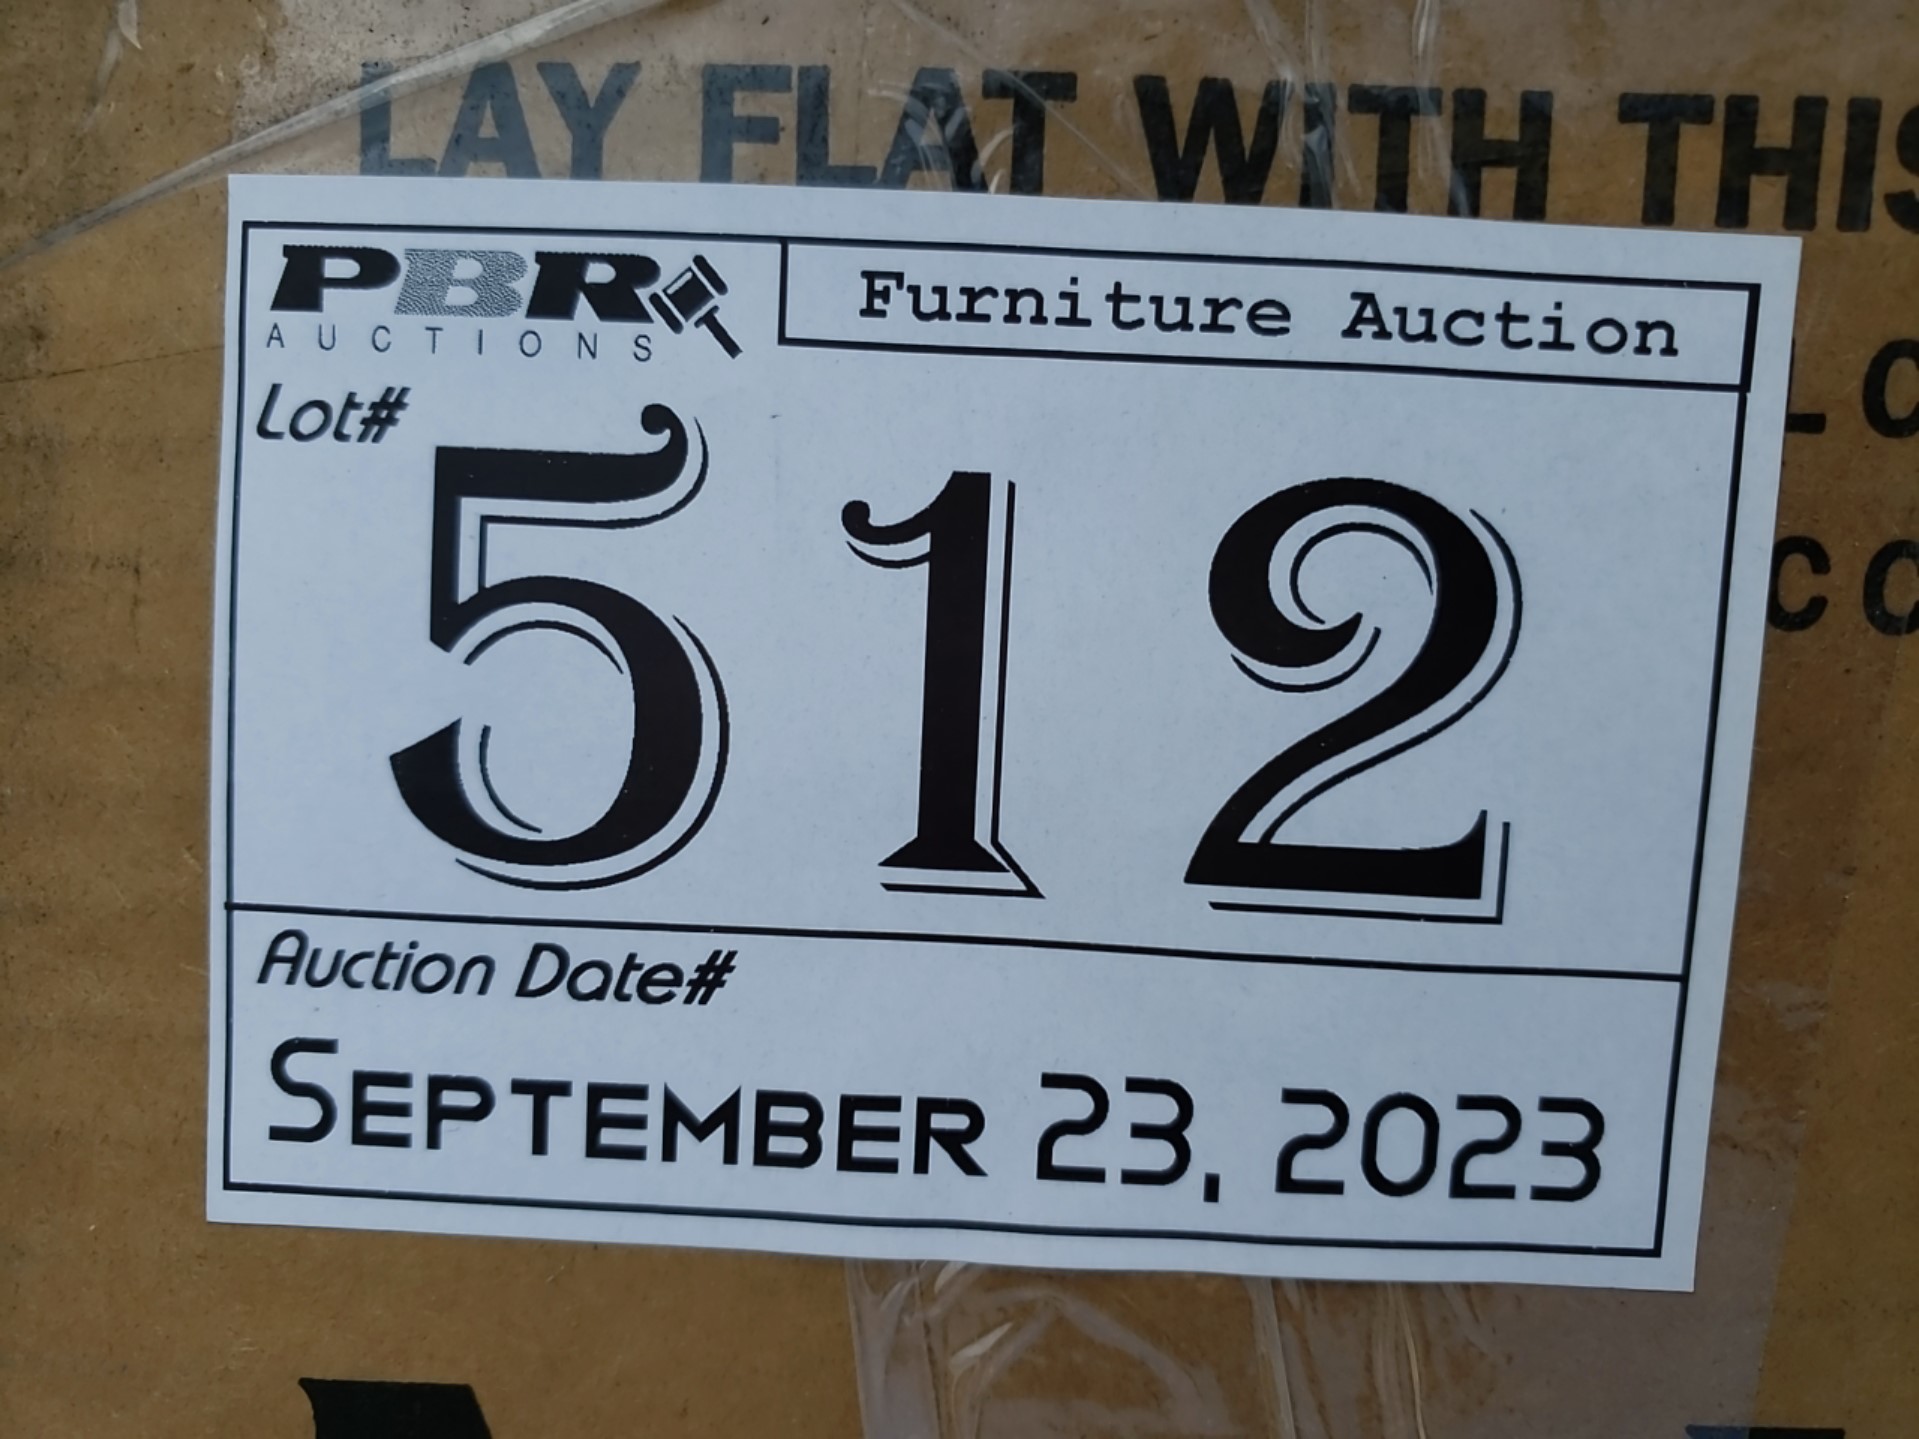 LAY FLAT WITH THIS
PBR
AUCTIONS
Furniture Auction
Lot#
512
Auction Date#
SEPTEMBER 23, 2023